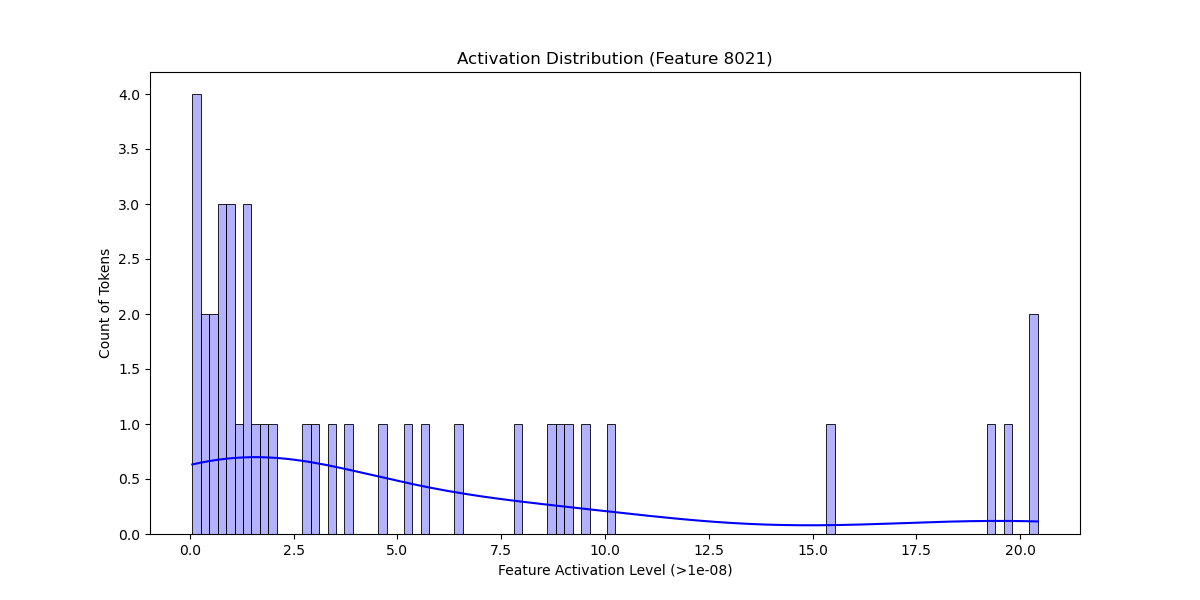 Activation Distribution (Feature 8021)
4.0
3.5
3.0
2.5
2.0
1.5
1.0
0.5
0.0
Count of Tokens
0.0 2.5 5.0 7.5 10.0 12.5 15.0 17.5 20.0
Feature Activation Level (>1e-08)